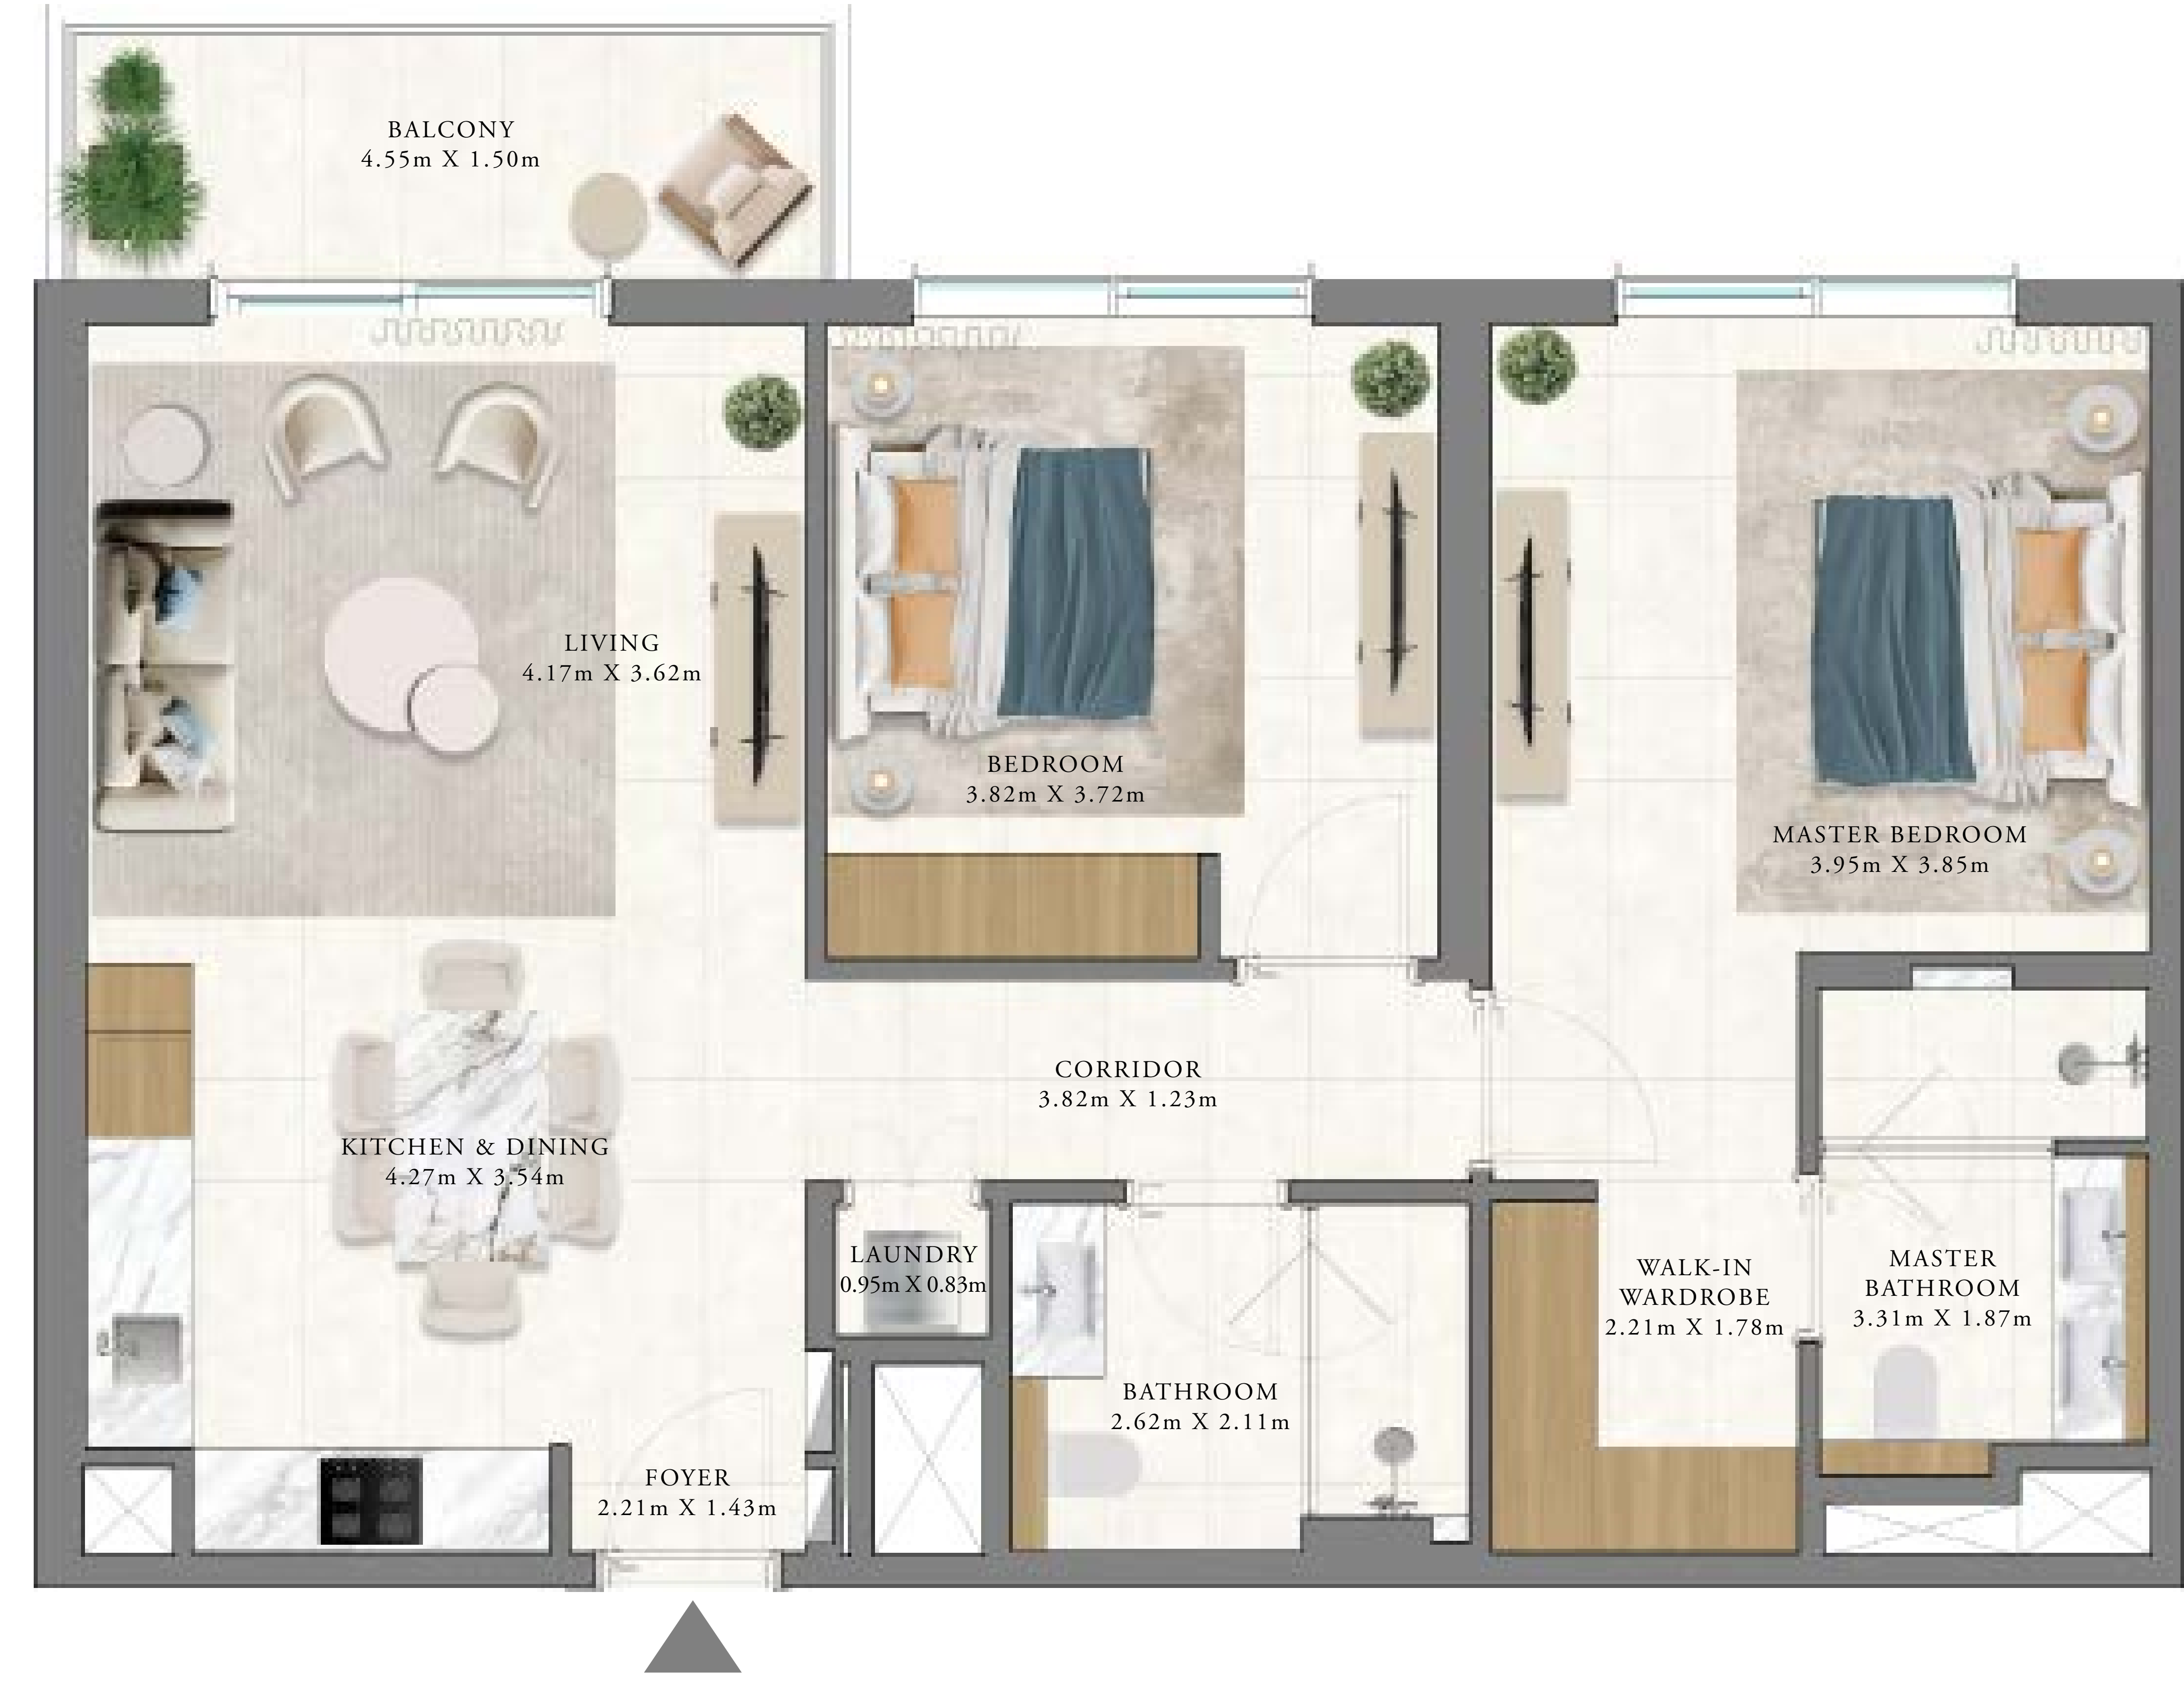 BALCONY
4.55m X 1.50m
LIVING
4.17m X 3.62m
BEDROOM
3.82m X 3.72m
MASTER BEDROOM
3.95m X 3.85m
CORRIDOR
3.82m X 1.23m
KITCHEN & DINING
4.27m X 3.54m
LAUNDRY
0.95m X 0.83m
WALK-IN
WARDROBE
2.21m X 1.78m
MASTER
BATHROOM
3.31m X 1.87m
BATHROOM
2.62m X 2.11m
FOYER
2.21m X 1.43m